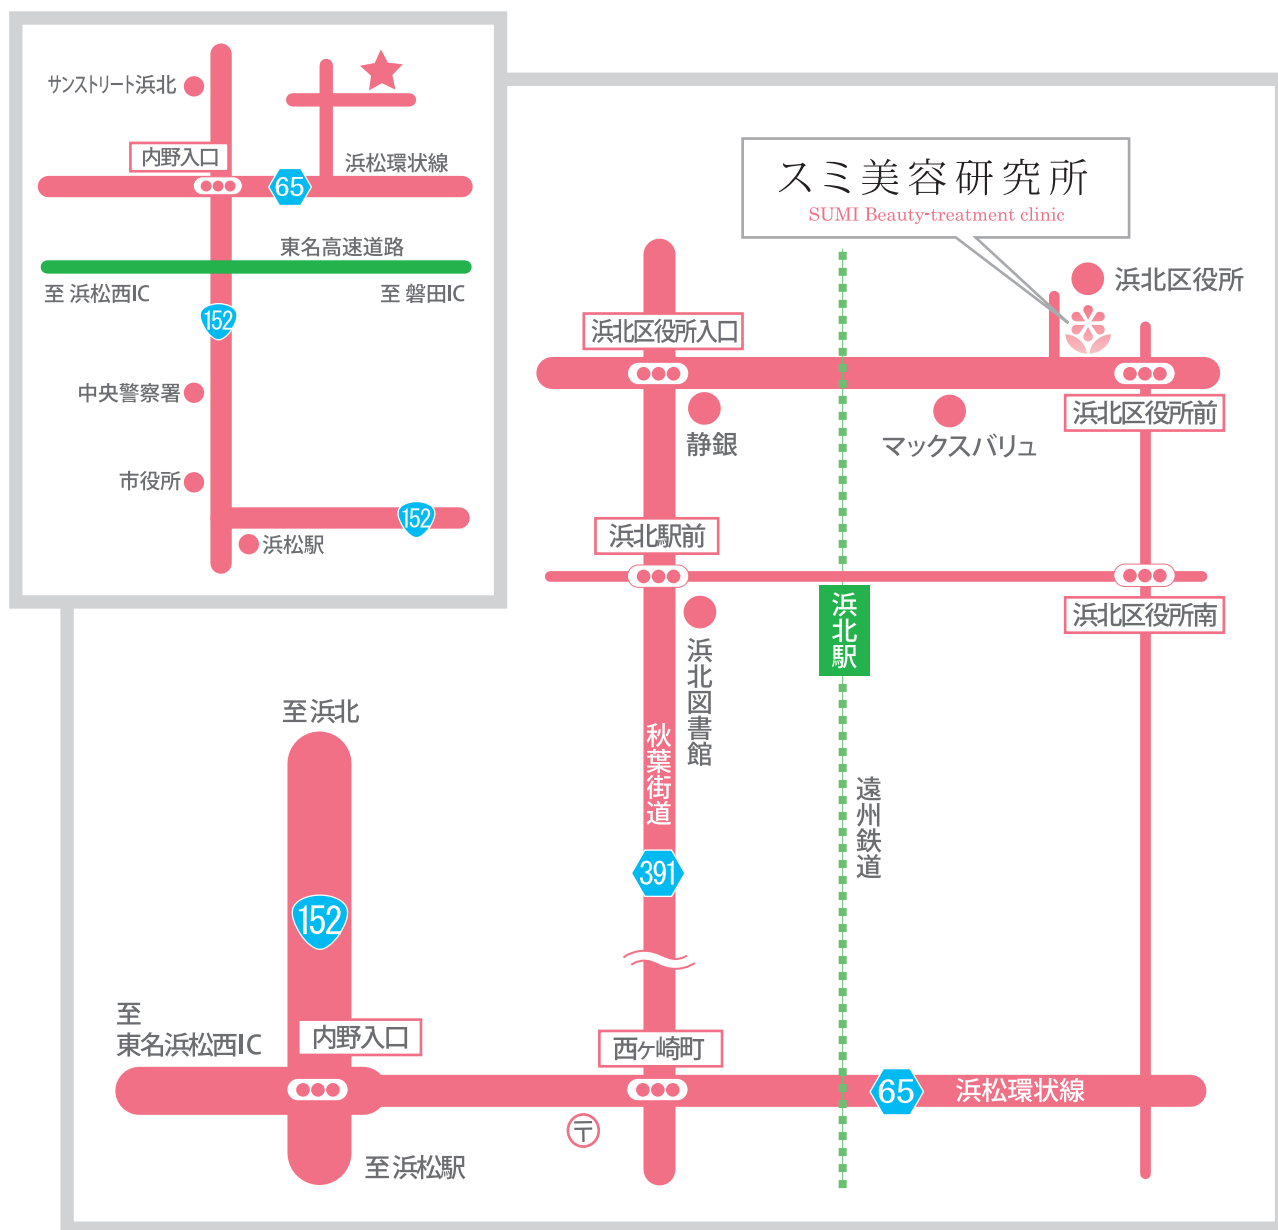 サンストリート浜北
内野入口
65
浜松環状線
東名高速道路
至 浜松西IC
至 磐田IC
152
中央警察署
市役所
152
浜松駅
スミ美容研究所
SUMI Beauty-treatment clinic
浜北区役所
浜北区役所入口
静銀
マックスバリュ
浜北区役所前
浜北駅前
浜北駅
浜北区役所南
浜北図書館
秋葉街道
391
遠州鉄道
至 浜北
152
至
東名浜松西IC
内野入口
西ヶ崎町
65
浜松環状線
〒
至 浜松駅